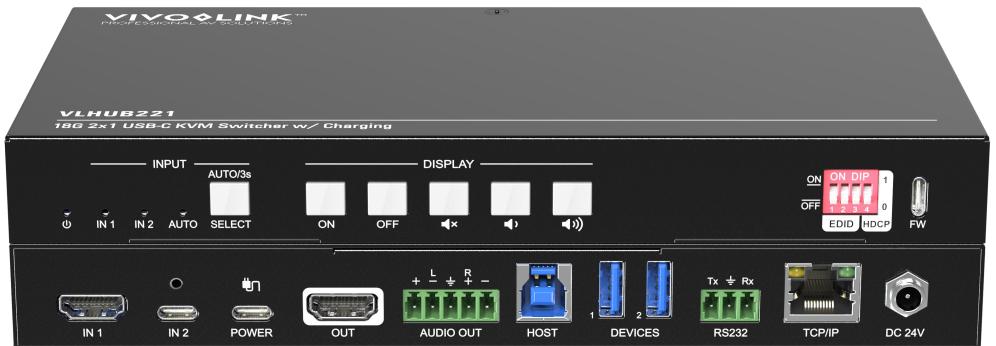 VIVO LINK™
PROFESSIONAL AV SOLUTIONS
VLHUB221
18G 2x1 USB-C KVM Switcher w/ Charging
INPUT
DISPLAY
AUTO/3s
ON
OFF
ON DIP
1 2 3 4
1
0
EDID HDCP
IN 1 IN 2 AUTO SELECT
ON OFF
FW
L R
+ − + −
Tx Rx
1 2
IN 1 IN 2 POWER OUT AUDIO OUT HOST DEVICES RS232 TCP/IP DC 24V